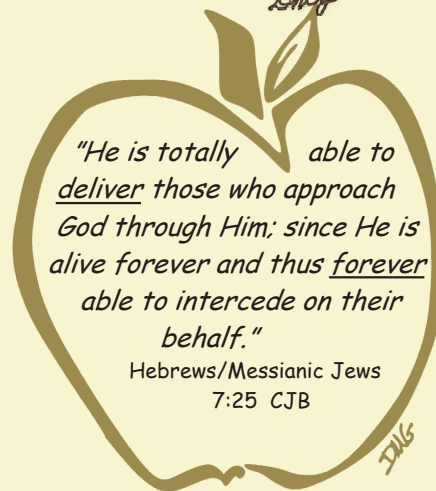 "He is totally able to
deliver those who approach
God through Him; since He is
alive forever and thus forever
able to intercede on their
behalf."
Hebrews/Messianic Jews
7:25 CJB
DWG